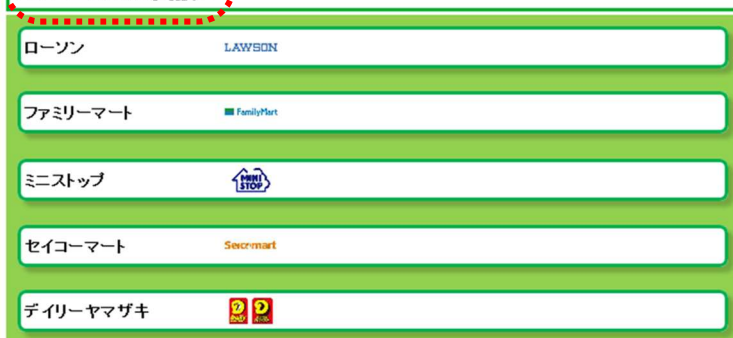 ローソン LAWSON
ファミリーマート FamilyMart
ミニストップ MINI STOP
セイコーマート Seicomart
デイリーヤマザキ